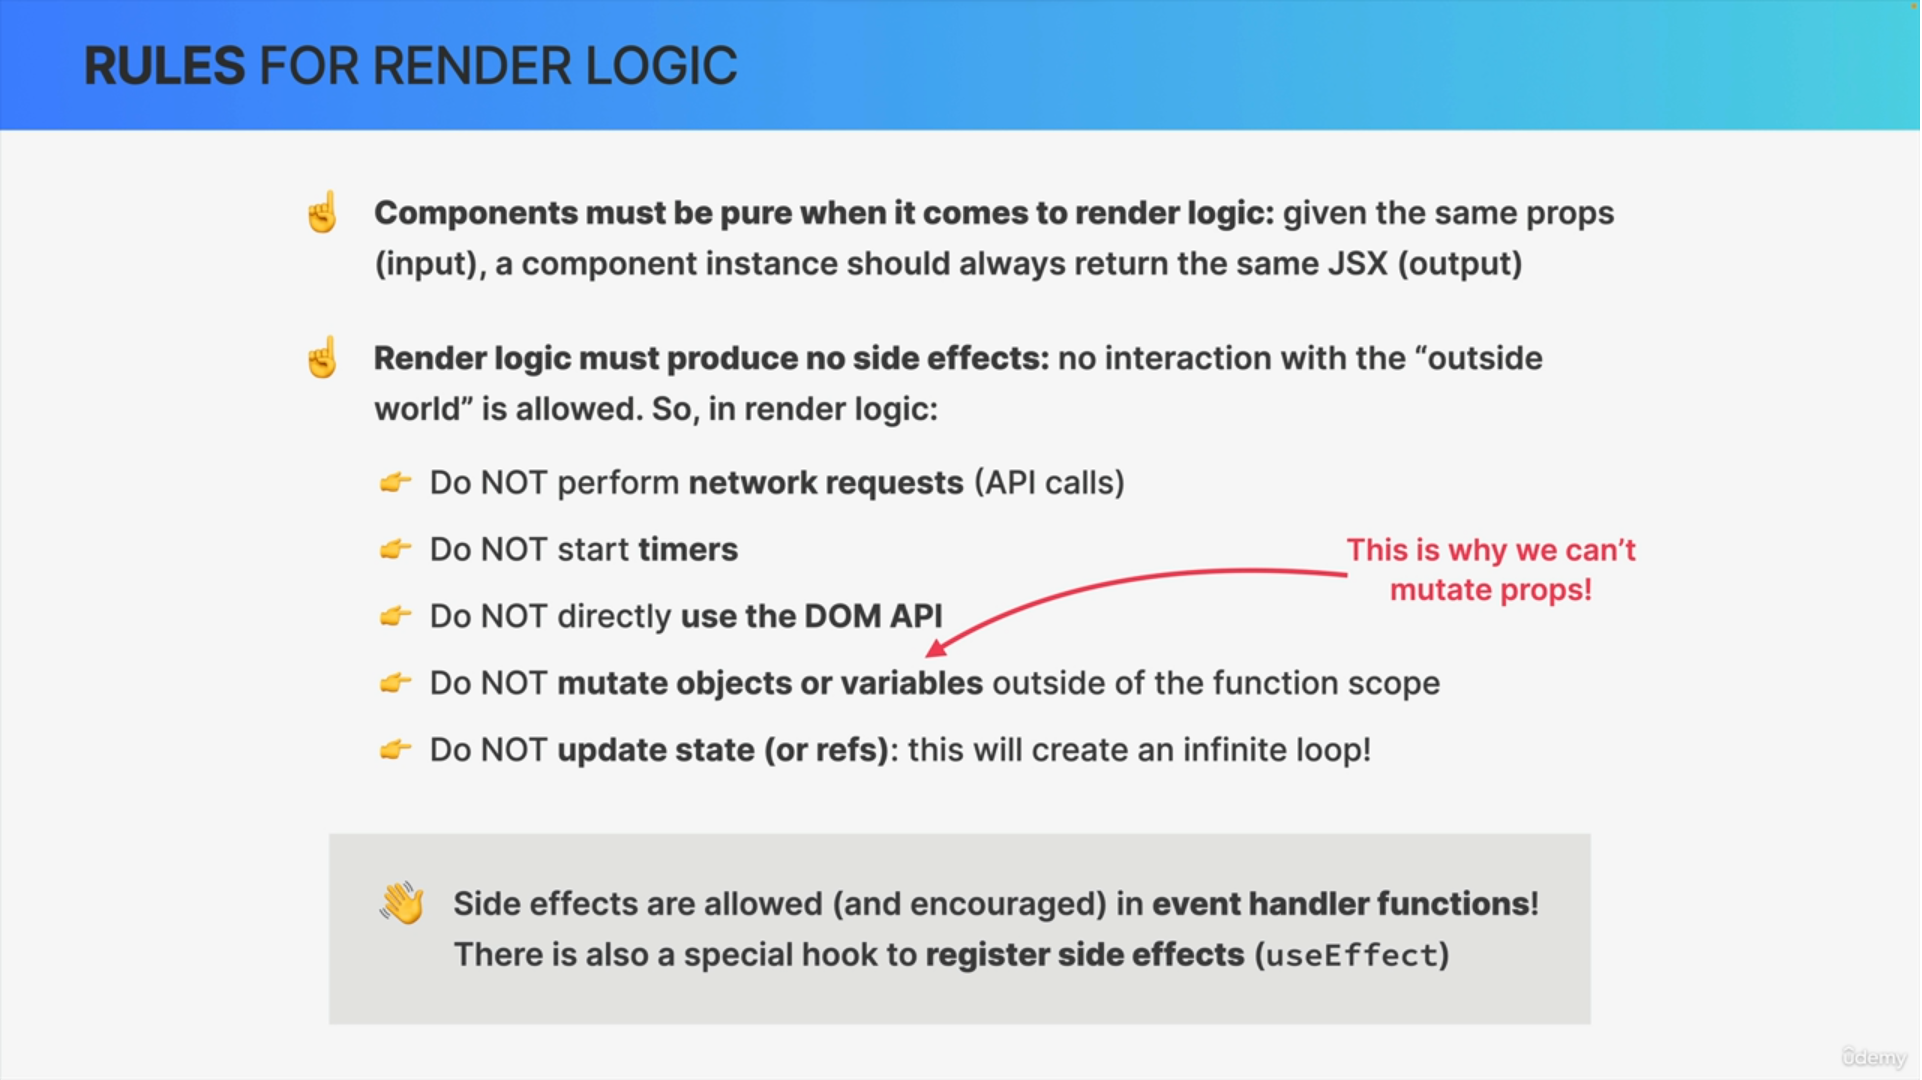 RULES FOR RENDER LOGIC
☝️ Components must be pure when it comes to render logic: given the same props
(input), a component instance should always return the same JSX (output)
☝️ Render logic must produce no side effects: no interaction with the “outside
world” is allowed. So, in render logic:
👉 Do NOT perform network requests (API calls)
👉 Do NOT start timers
This is why we can’t
mutate props!
👉 Do NOT directly use the DOM API
👉 Do NOT mutate objects or variables outside of the function scope
👉 Do NOT update state (or refs): this will create an infinite loop!
👋 Side effects are allowed (and encouraged) in event handler functions!
There is also a special hook to register side effects (useEffect)
ûdemy